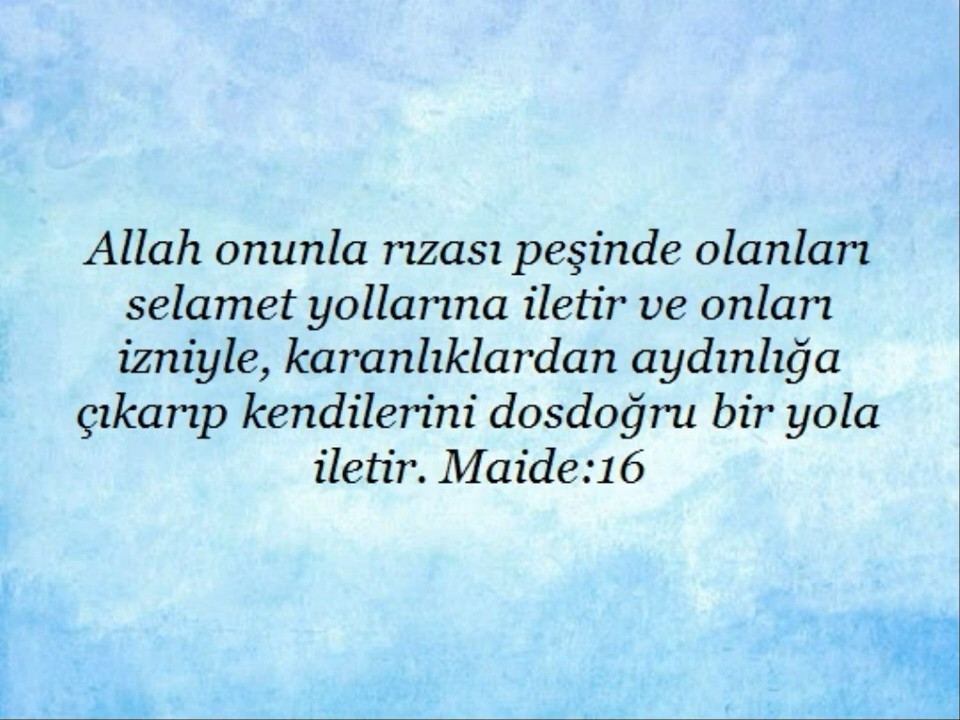 Allah onunla rızası peşinde olanları
selamet yollarına iletir ve onları
izniyle, karanlıklardan aydınlığa
çıkarıp kendilerini dosdoğru bir yola
iletir. Maide:16